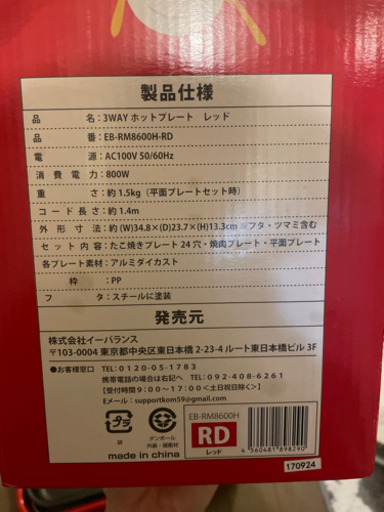 製品仕様
品 名：3WAY ホットプレート レッド
品 番：EB-RM8600H-RD
電 源：AC100V 50/60Hz
消費電力：800W
重 さ：約 1.5kg（平面プレートセット時）
コード長さ：約 1.4m
外形寸法：約 (W)34.8×(D)23.7×(H)13.3cm ※フタ・ツマミ含む
セット内容：たこ焼きプレート 24 穴・焼肉プレート・平面プレート
各プレート素材：アルミダイカスト
枠：PP
フタ：スチールに塗装
発売元
株式会社イーバランス
〒103-0004 東京都中央区東日本橋 2-23-4 ルート東日本橋ビル 3F
●お客様窓口 TEL：0120-05-1783
携帯電話の場合は右記へ TEL：092-408-6261
【受付時間9：00〜17：00＜土日祝日除く＞】
Eメール：supportkom59@gmail.com
プラ
袋
ダンボール
外装・緩衝材
made in china
EB-RM8600H
RD
レッド
4 560481 898290
170924